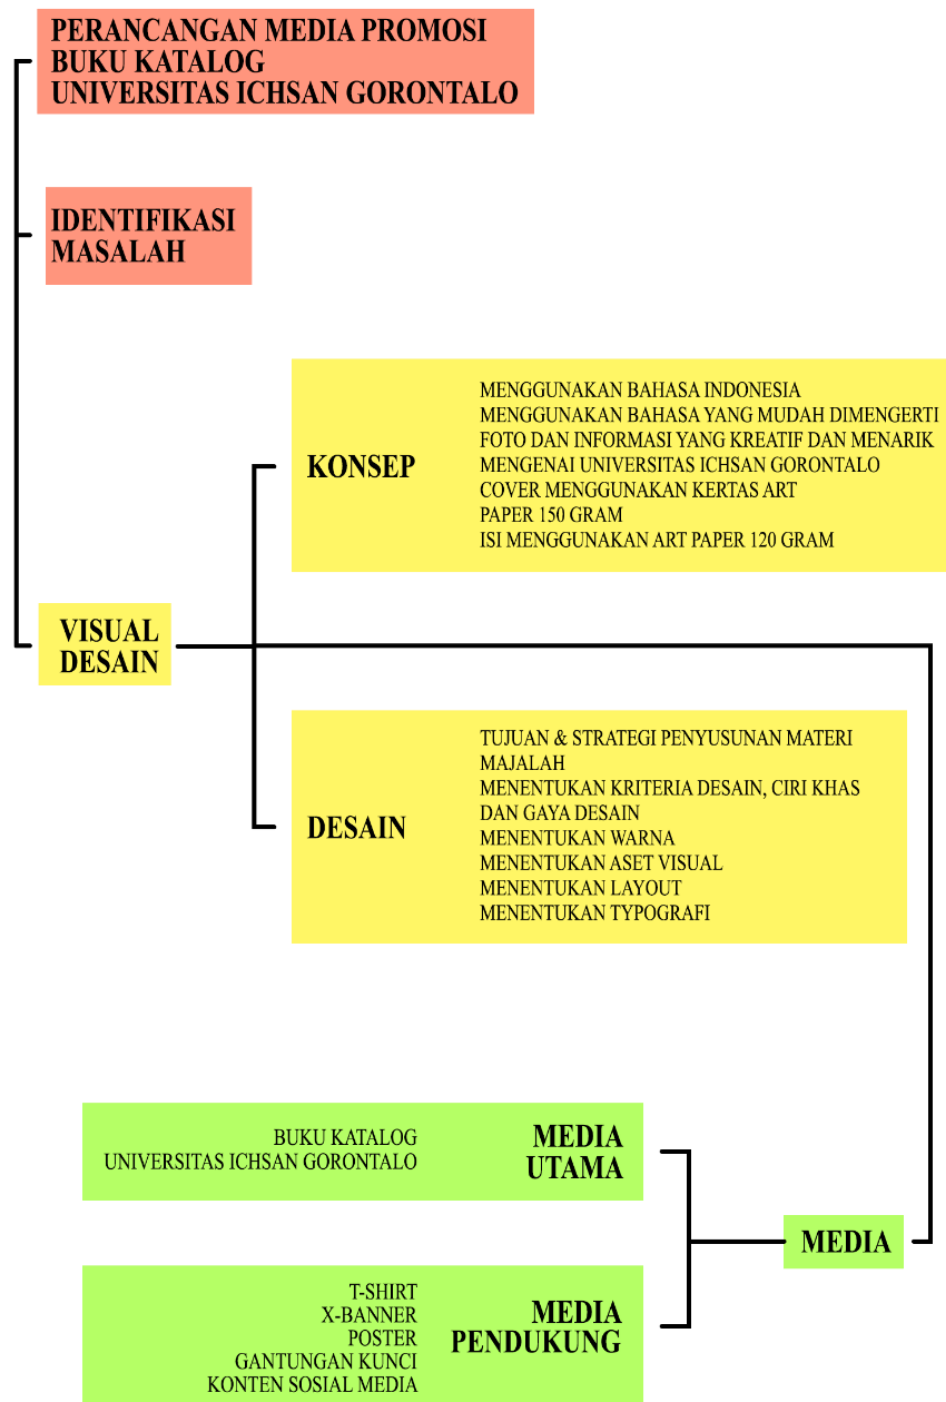 PERANCANGAN MEDIA PROMOSI
BUKU KATALOG
UNIVERSITAS ICHSAN GORONTALO
IDENTIFIKASI
MASALAH
KONSEP
MENGGUNAKAN BAHASA INDONESIA
MENGGUNAKAN BAHASA YANG MUDAH DIMENGERTI
FOTO DAN INFORMASI YANG KREATIF DAN MENARIK
MENGENAI UNIVERSITAS ICHSAN GORONTALO
COVER MENGGUNAKAN KERTAS ART
PAPER 150 GRAM
ISI MENGGUNAKAN ART PAPER 120 GRAM
VISUAL
DESAIN
DESAIN
TUJUAN & STRATEGI PENYUSUNAN MATERI
MAJALAH
MENENTUKAN KRITERIA DESAIN, CIRI KHAS
DAN GAYA DESAIN
MENENTUKAN WARNA
MENENTUKAN ASET VISUAL
MENENTUKAN LAYOUT
MENENTUKAN TYPOGRAFI
BUKU KATALOG
UNIVERSITAS ICHSAN GORONTALO
MEDIA
UTAMA
MEDIA
T-SHIRT
X-BANNER
POSTER
GANTUNGAN KUNCI
KONTEN SOSIAL MEDIA
MEDIA
PENDUKUNG